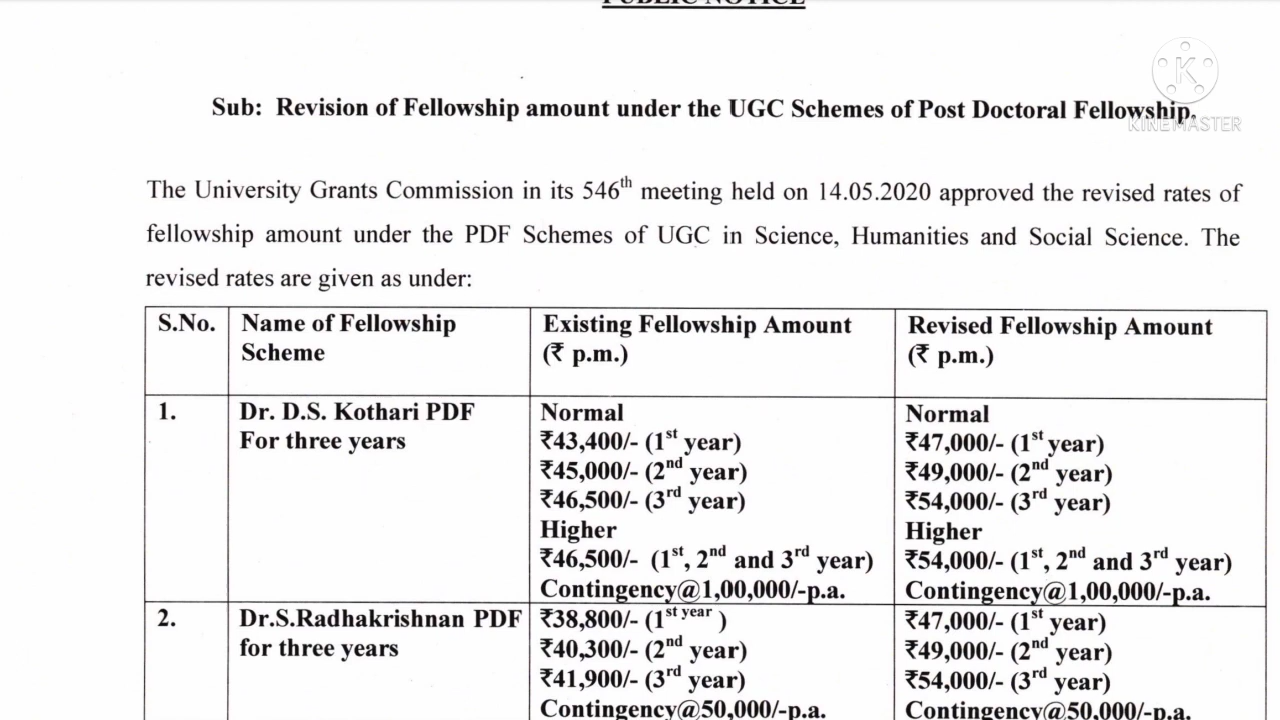 PUBLIC NOTICE
K
KINEMASTER
Sub: Revision of Fellowship amount under the UGC Schemes of Post Doctoral Fellowship.
The University Grants Commission in its 546th meeting held on 14.05.2020 approved the revised rates of
fellowship amount under the PDF Schemes of UGC in Science, Humanities and Social Science. The
revised rates are given as under:
S.No.
Name of Fellowship
Scheme
Existing Fellowship Amount
(₹ p.m.)
Revised Fellowship Amount
(₹ p.m.)
1.
Dr. D.S. Kothari PDF
For three years
Normal
₹43,400/- (1st year)
₹45,000/- (2nd year)
₹46,500/- (3rd year)
Higher
₹46,500/- (1st, 2nd and 3rd year)
Contingency@1,00,000/-p.a.
Normal
₹47,000/- (1st year)
₹49,000/- (2nd year)
₹54,000/- (3rd year)
Higher
₹54,000/- (1st, 2nd and 3rd year)
Contingency@1,00,000/-p.a.
2.
Dr.S.Radhakrishnan PDF
for three years
₹38,800/- (1st year )
₹40,300/- (2nd year)
₹41,900/- (3rd year)
Contingency@50,000/-p.a.
₹47,000/- (1st year)
₹49,000/- (2nd year)
₹54,000/- (3rd year)
Contingency@50,000/-p.a.